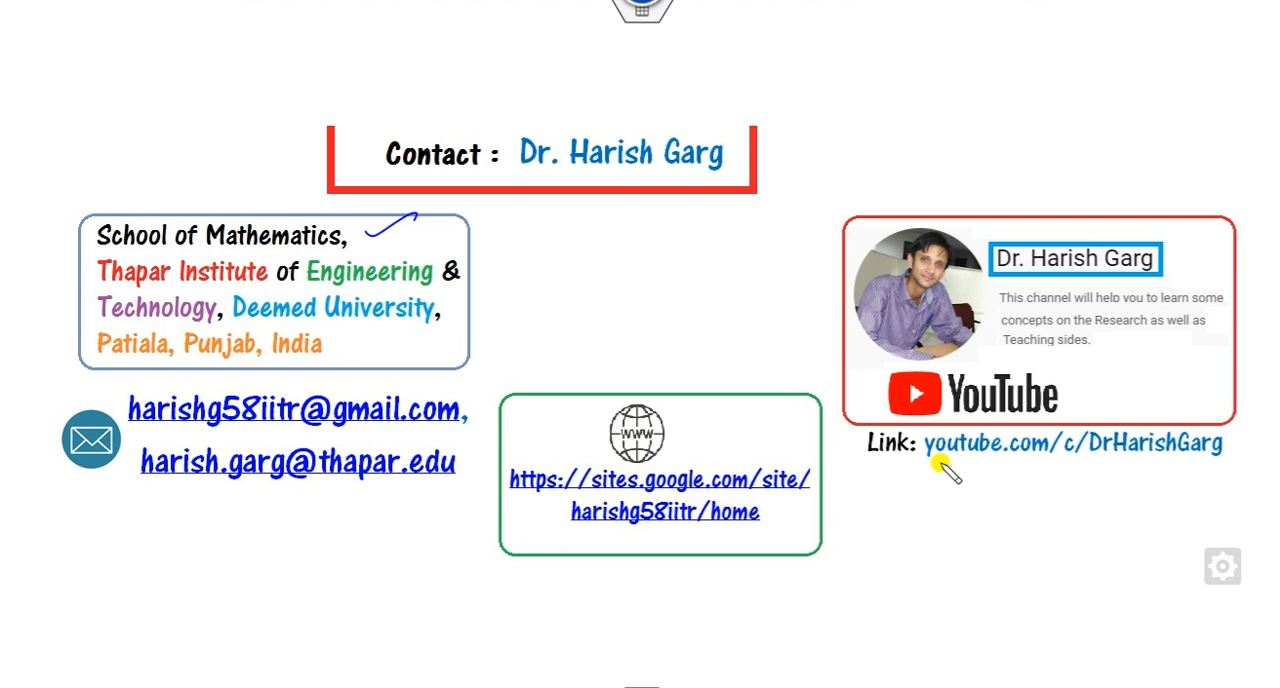 Contact : Dr. Harish Garg
School of Mathematics,
Thapar Institute of Engineering &
Technology, Deemed University,
Patiala, Punjab, India
harishg58iitr@gmail.com,
harish.garg@thapar.edu
WWW
https://sites.google.com/site/
harishg58iitr/home
Dr. Harish Garg
This channel will help you to learn some
concepts on the Research as well as
Teaching sides.
YouTube
Link: youtube.com/c/DrHarishGarg